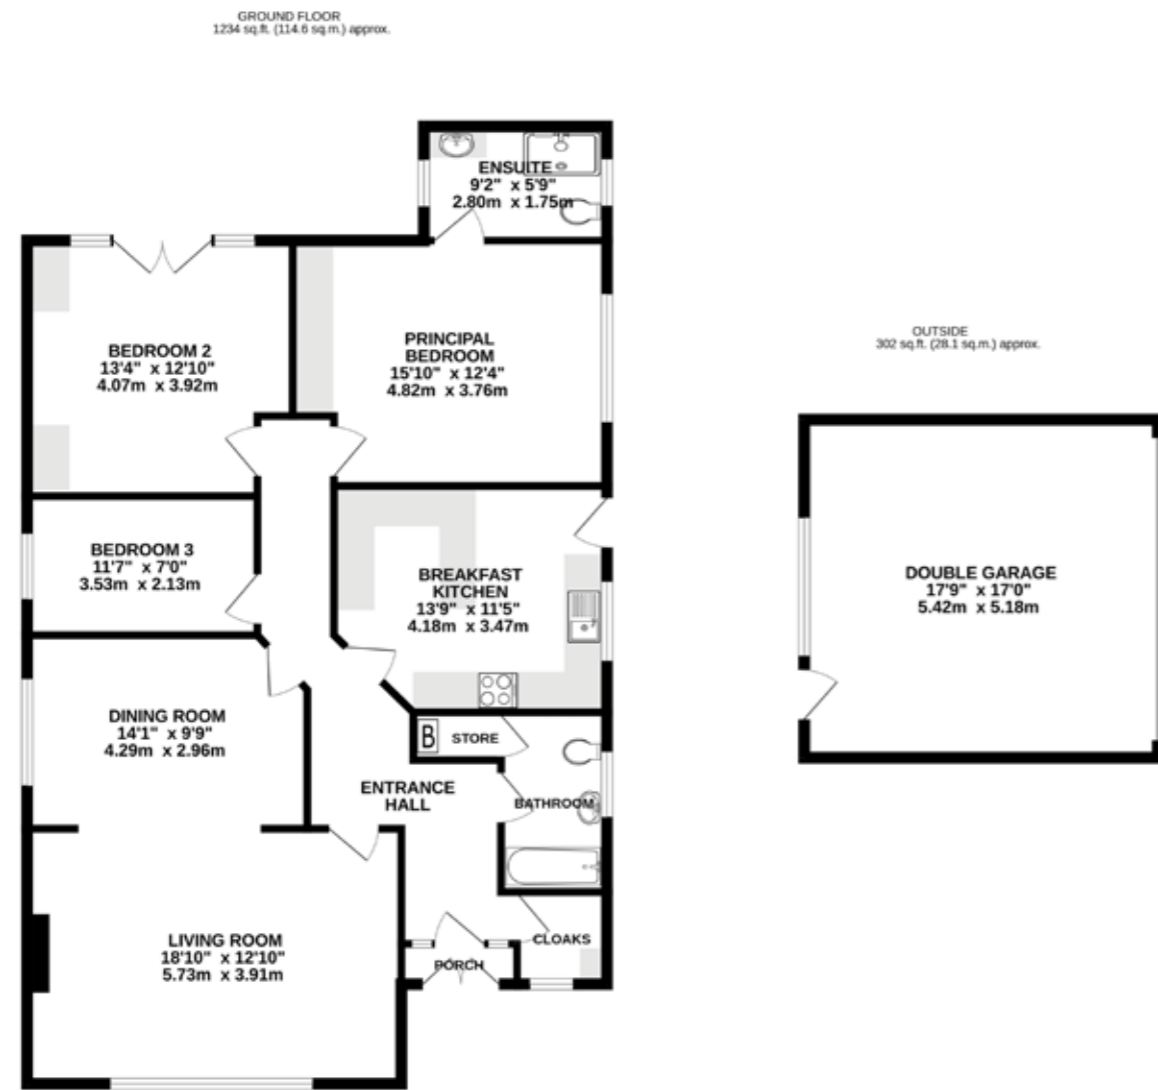 GROUND FLOOR
1234 sq.ft. (114.6 sq.m.) approx.
ENSUITE
9'2" x 5'9"
2.80m x 1.75m
BEDROOM 2
13'4" x 12'10"
4.07m x 3.92m
PRINCIPAL
BEDROOM
15'10" x 12'4"
4.82m x 3.76m
OUTSIDE
302 sq.ft. (28.1 sq.m.) approx.
BEDROOM 3
11'7" x 7'0"
3.53m x 2.13m
BREAKFAST
KITCHEN
13'9" x 11'5"
4.18m x 3.47m
DOUBLE GARAGE
17'9" x 17'0"
5.42m x 5.18m
DINING ROOM
14'1" x 9'9"
4.29m x 2.96m
B
STORE
ENTRANCE
HALL
BATHROOM
LIVING ROOM
18'10" x 12'10"
5.73m x 3.91m
CLOAKS
PORCH